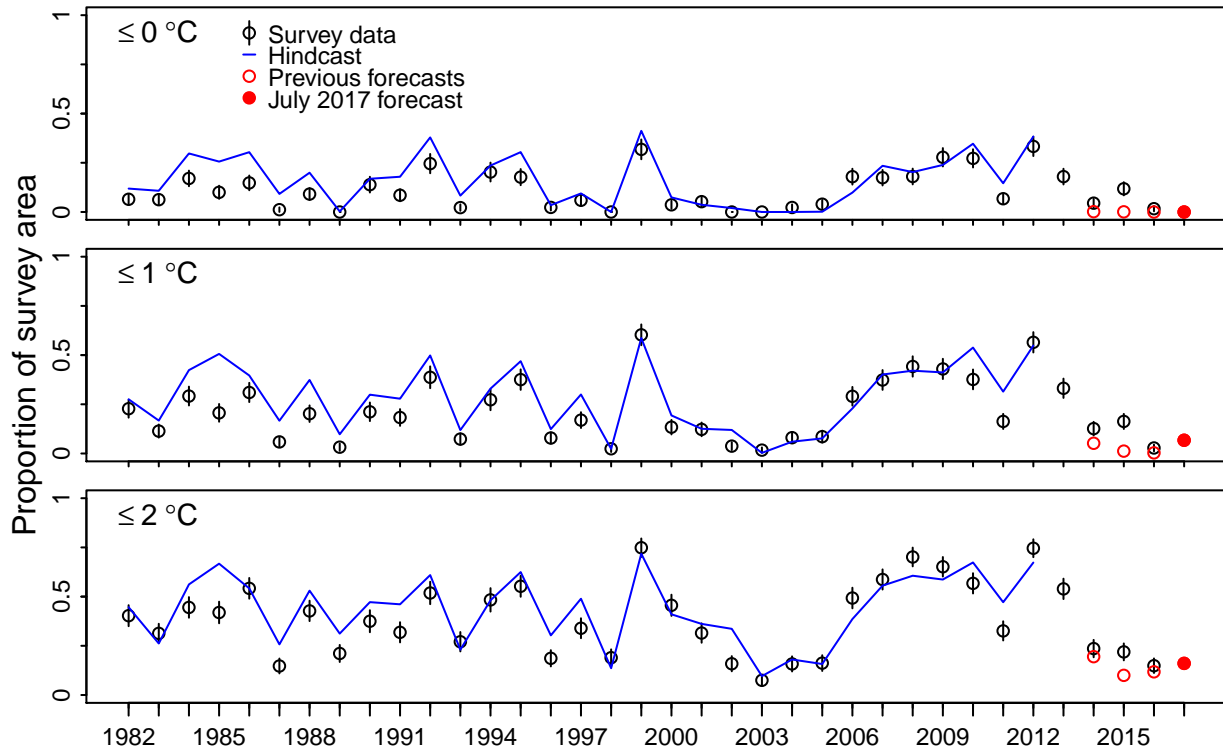 Proportion of survey area
1
0.5
0
≤ 0 °C
Survey data
Hindcast
Previous forecasts
July 2017 forecast
1
0.5
0
≤ 1 °C
1
0.5
0
≤ 2 °C
1982 1985 1988 1991 1994 1997 2000 2003 2006 2009 2012 2015